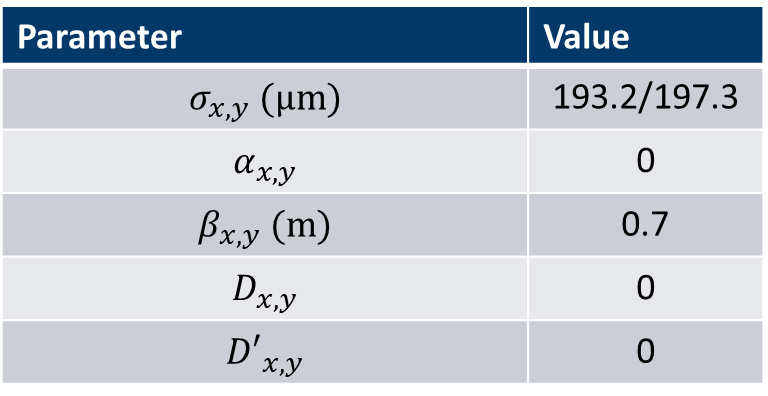 Parameter Value
σx,y (μm) 193.2/197.3
αx,y 0
βx,y (m) 0.7
Dx,y 0
D′x,y 0